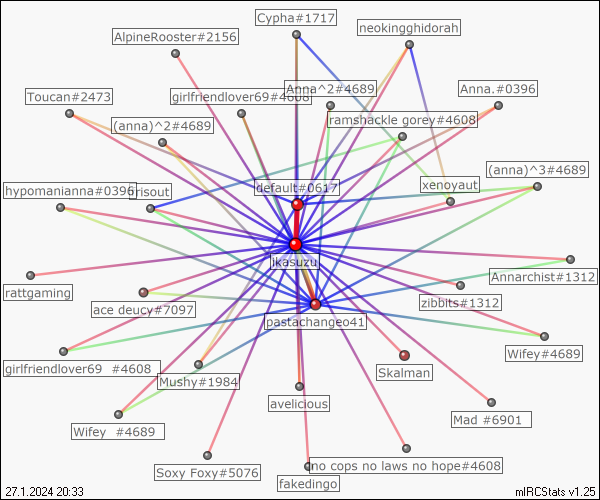 Cypha#1717
neokingghidorah
AlpineRooster#2156
Anna^2#4689
Anna.#0396
Toucan#2473
girlfriendlover69#4608
ramshackle gorey#4608
(anna)^2#4689
(anna)^3#4689
hypomanianna#0396
risout
default#0617
xenoyaut
jikasuzu
Annarchist#1312
rattgaming
ace deucy#7097
zibbits#1312
pastachangeo41
Wifey#4689
girlfriendlover69 #4608
Mushy#1984
Skalman
avelicious
Mad #6901
Wifey #4689
Soxy Foxy#5076
no cops no laws no hope#4608
fakedingo
27.1.2024 20:33
mIRCStats v1.25